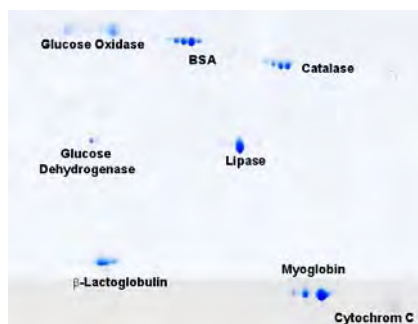 Glucose Oxidase
BSA
Catalase
Glucose
Dehydrogenase
Lipase
β-Lactoglobulin
Myoglobin
Cytochrom C